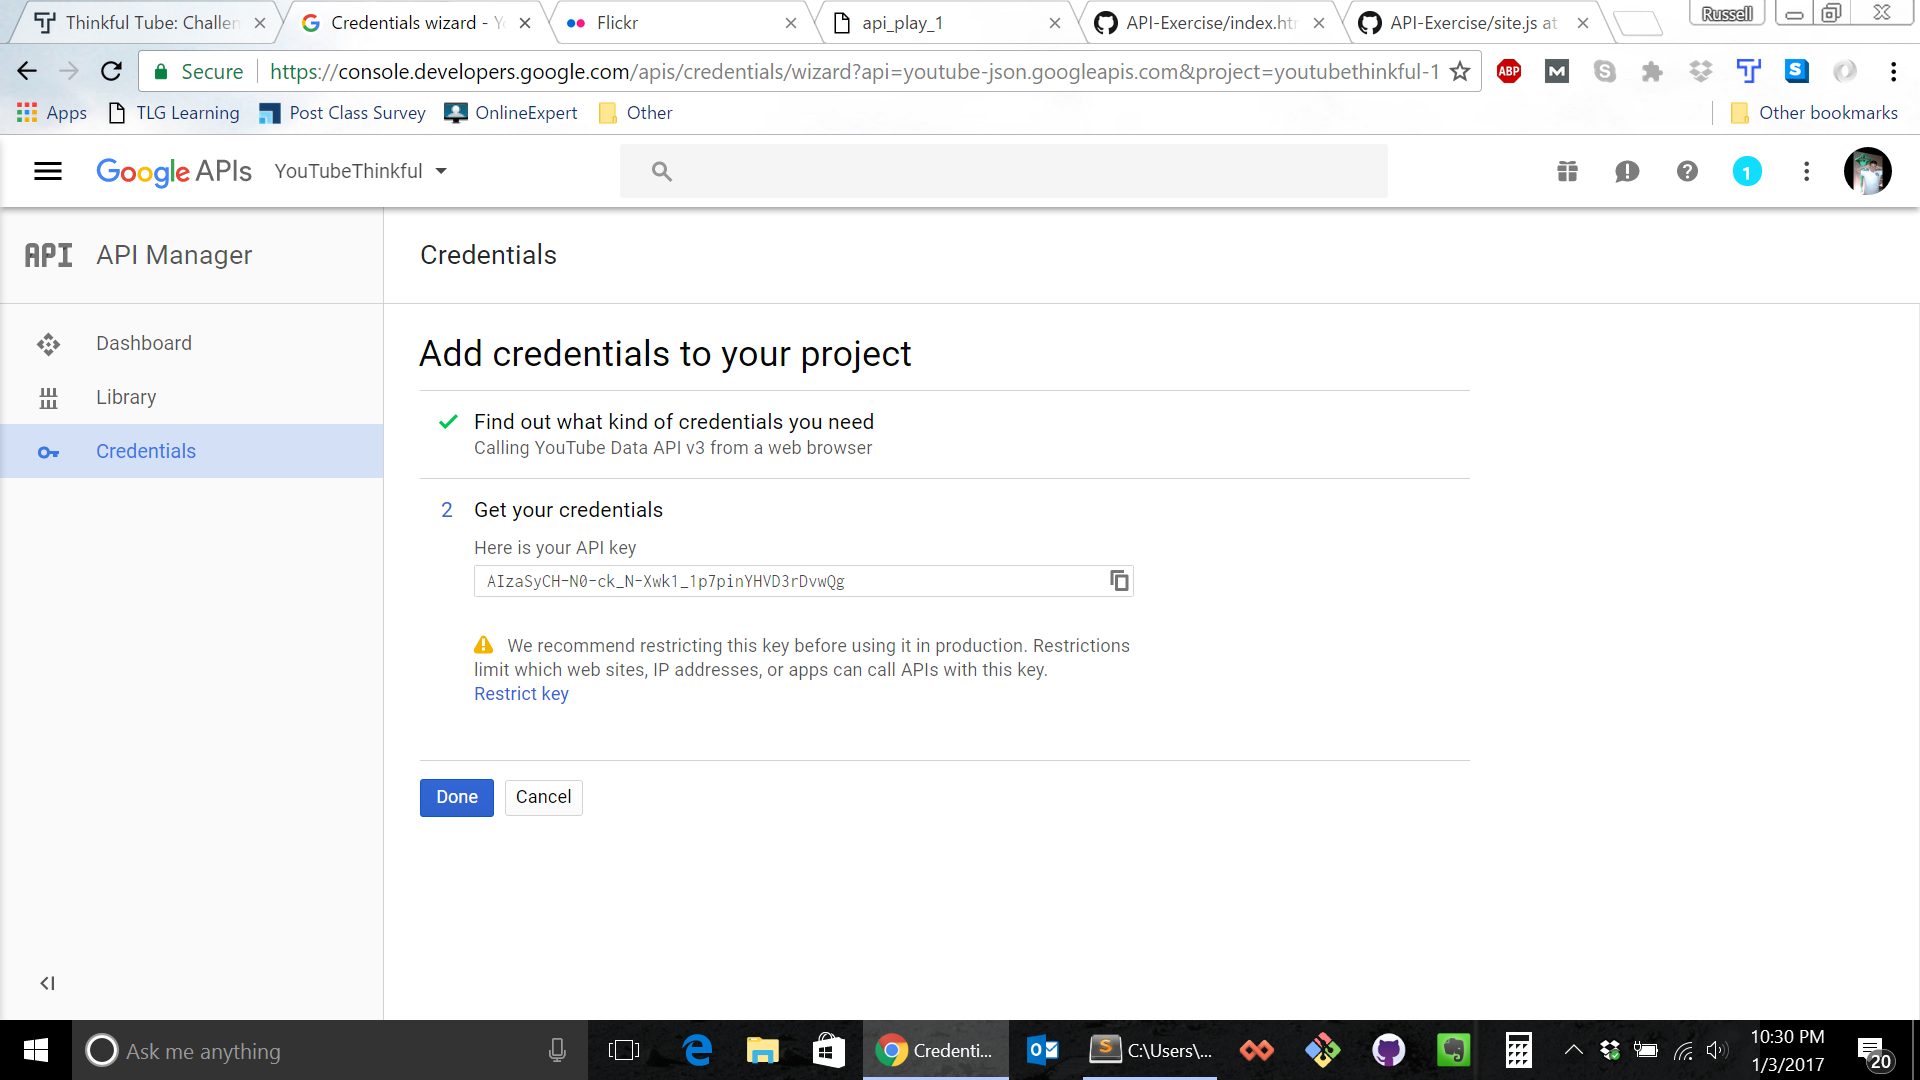 Thinkful Tube: Challen
Credentials wizard - Yo
Flickr
api_play_1
API-Exercise/index.htm
API-Exercise/site.js at
Russell
Secure
https://console.developers.google.com/apis/credentials/wizard?api=youtube-json.googleapis.com&project=youtubethinkful-1
ABP
Apps
TLG Learning
Post Class Survey
OnlineExpert
Other
Other bookmarks
Google APIs
YouTubeThinkful
1
API API Manager
Credentials
Dashboard
Library
Credentials
Add credentials to your project
Find out what kind of credentials you need
Calling YouTube Data API v3 from a web browser
2 Get your credentials
Here is your API key
AIzaSyCH-N0-ck_N-Xwk1_1p7pinYHVD3rDvwQg
We recommend restricting this key before using it in production. Restrictions
limit which web sites, IP addresses, or apps can call APIs with this key.
Restrict key
Done
Cancel
Ask me anything
Credenti...
C:\Users\...
10:30 PM
1/3/2017
20